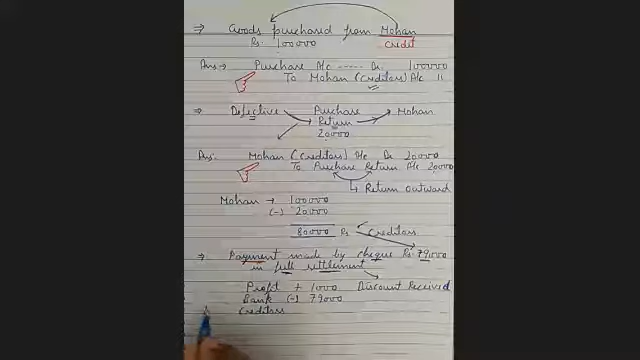 ⇒ Goods purchased from Mohan
Rs. 100000 credit
Ans:→ Purchase A/c ----- Dr. 100000
To Mohan (creditors) A/c 11
⇒ Defective Purchase Return → Mohan
20000
Ans:- Mohan (creditors) A/c Dr 20000
To Purchase Return A/c 20000
↳ Return outward
Mohan → 100000
(-) 20000
80000 Rs Creditors
⇒ Payment made by cheque Rs. 79000
in full settlement
Profit + 1000 Discount Received
Bank (-) 79000
Creditors